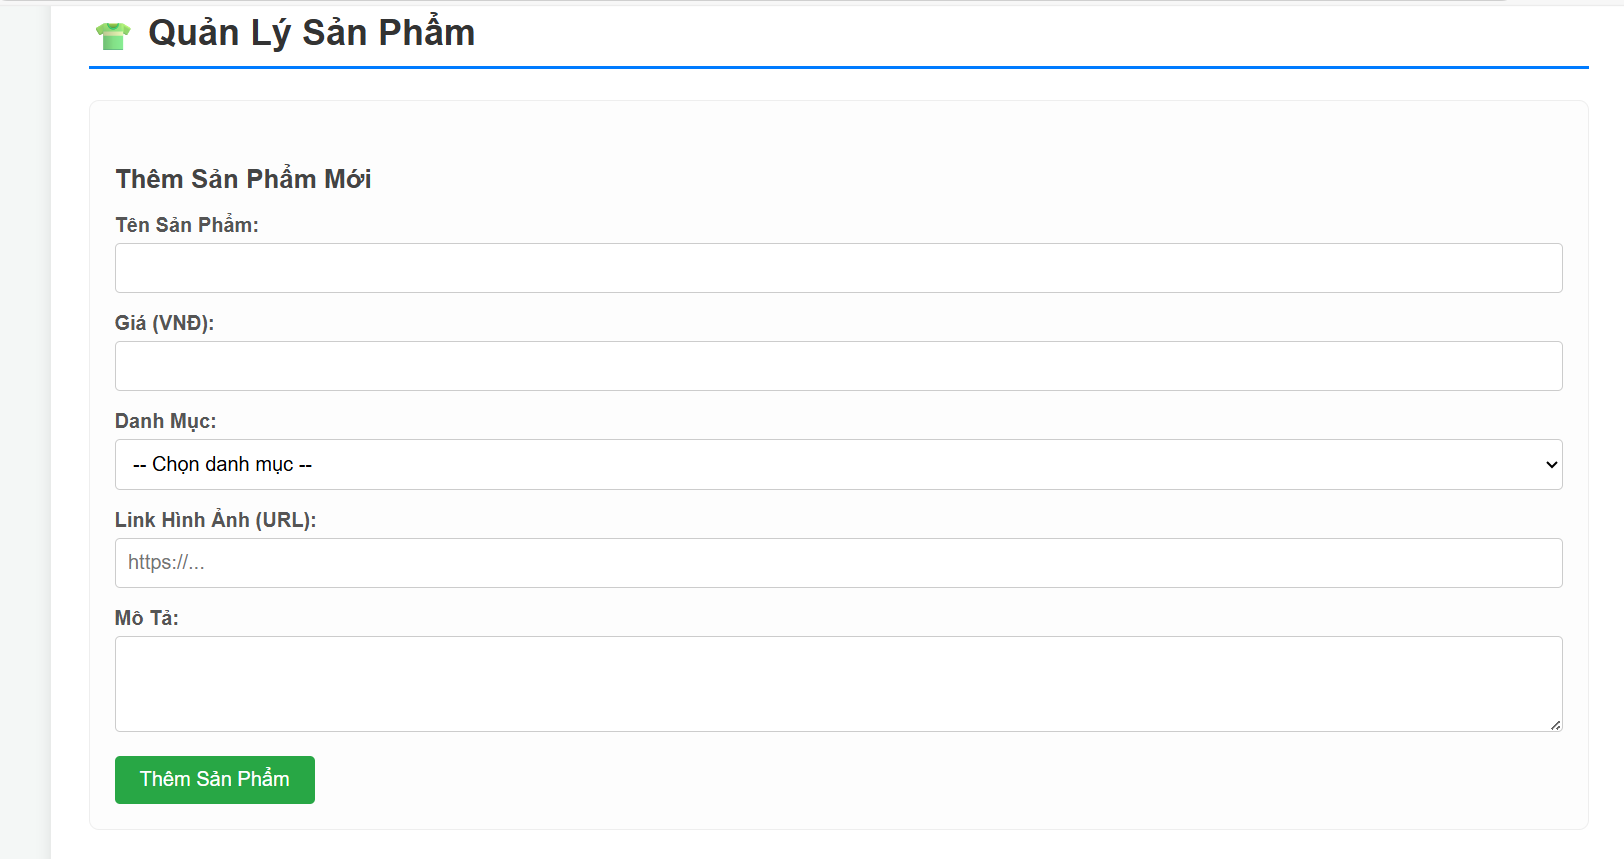 Quản Lý Sản Phẩm
Thêm Sản Phẩm Mới
Tên Sản Phẩm:
Giá (VNĐ):
Danh Mục:
-- Chọn danh mục --
Link Hình Ảnh (URL):
https://...
Mô Tả:
Thêm Sản Phẩm